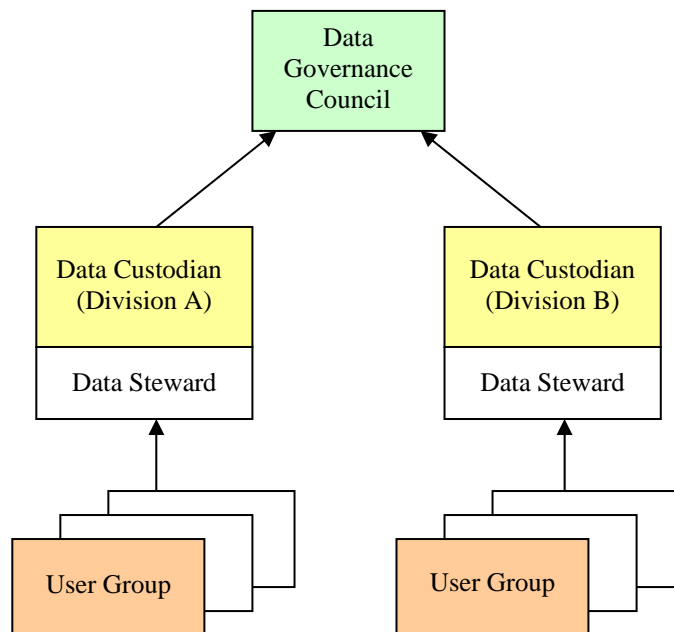 Data
Governance
Council
Data Custodian
(Division A)
Data Steward
Data Custodian
(Division B)
Data Steward
User Group
User Group